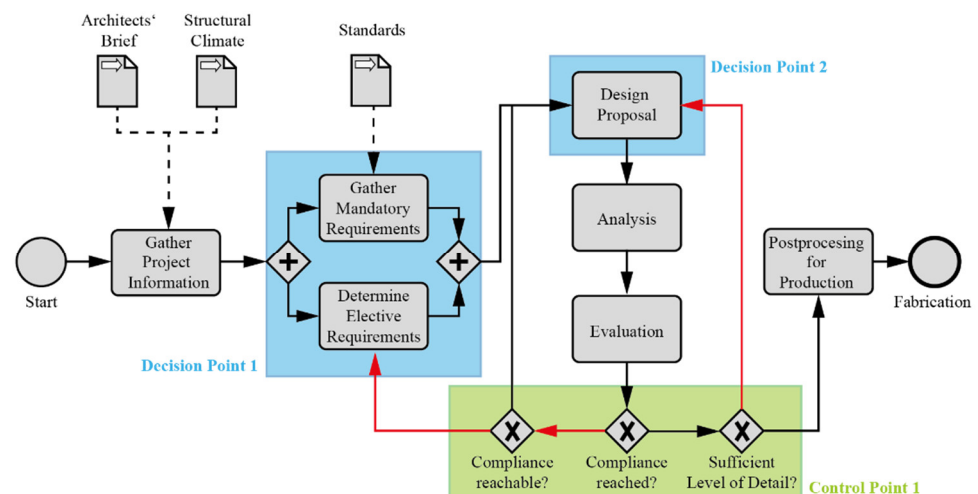 Architects‘
Brief
Structural
Climate
Standards
Decision Point 2
Design
Proposal
Gather
Mandatory
Requirements
Analysis
Gather
Project
Information
Start
Determine
Elective
Requirements
Postprocesing
for
Production
Fabrication
Evaluation
Decision Point 1
Compliance
reachable?
Compliance
reached?
Sufficient
Level of Detail?
Control Point 1